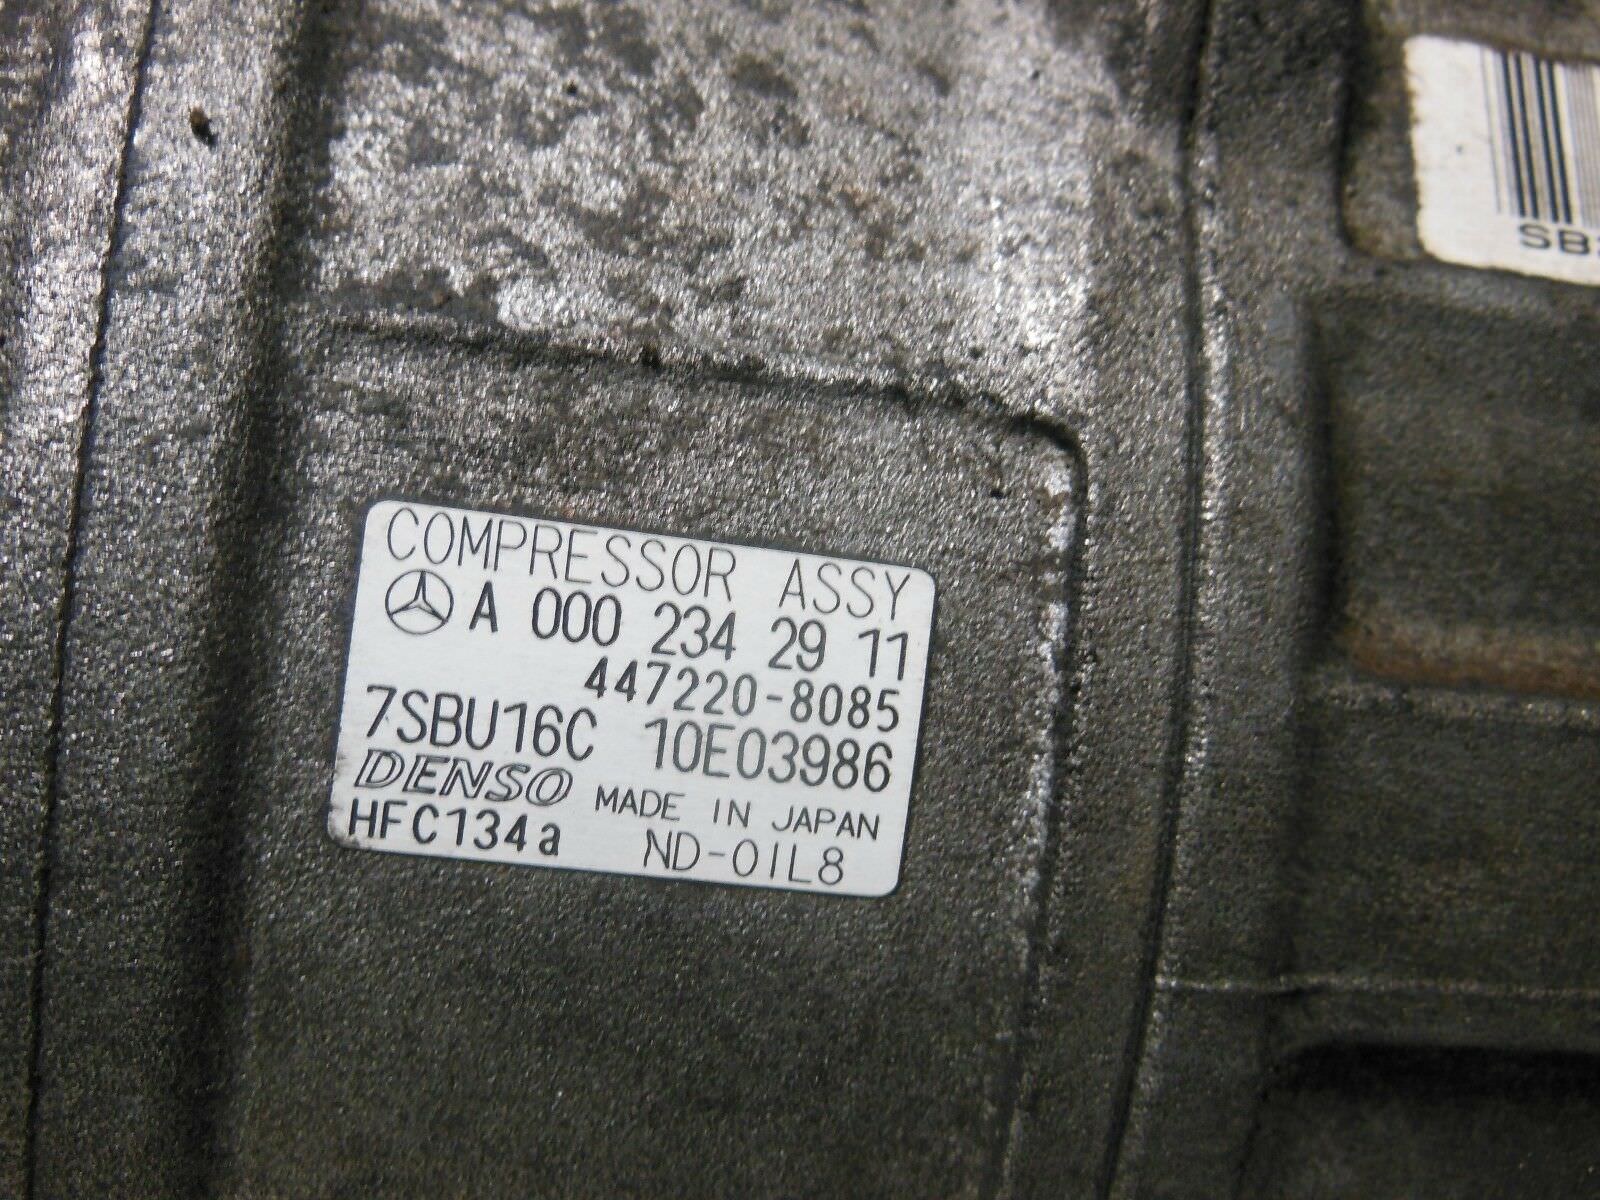 COMPRESSOR ASSY
A 000 234 29 11
447220-8085
7SBU16C 10E03986
DENSO MADE IN JAPAN
HFC134a ND-OIL8